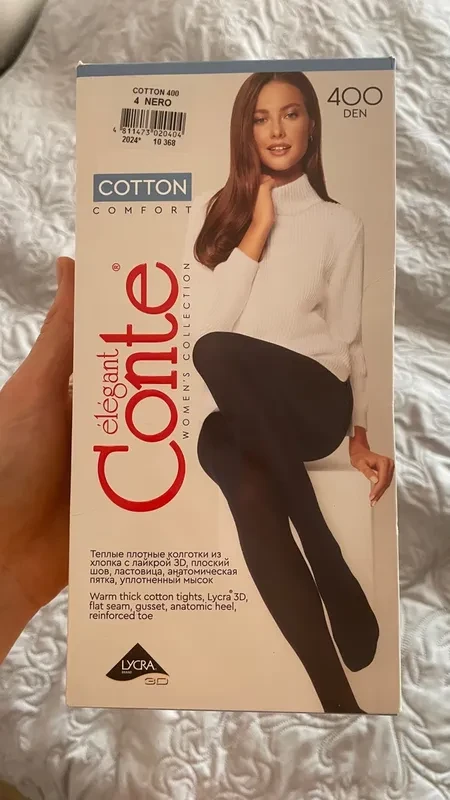 COTTON 400
4 NERO
4 811473 020404
2024* 10 368
400
DEN
COTTON
COMFORT
élégant
Conte®
WOMEN'S COLLECTION
Теплые плотные колготки из
хлопка с лайкрой 3D, плоский
шов, ластовица, анатомическая
пятка, уплотненный мысок
Warm thick cotton tights, Lycra® 3D,
flat seam, gusset, anatomic heel,
reinforced toe
LYCRA
3D